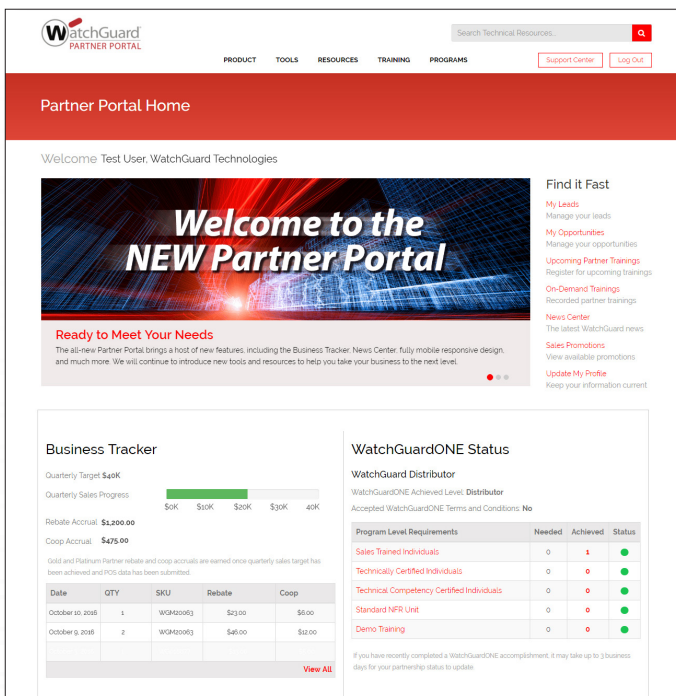 WatchGuard
PARTNER PORTAL
Search Technical Resources...
PRODUCT TOOLS RESOURCES TRAINING PROGRAMS
Support Center
Log Out
Partner Portal Home
Welcome Test User, WatchGuard Technologies
Welcome to the
NEW Partner Portal
Ready to Meet Your Needs
The all-new Partner Portal brings a host of new features, including the Business Tracker, News Center, fully mobile responsive design,
and much more. We will continue to introduce new tools and resources to help you take your business to the next level.
Find it Fast
My Leads
Manage your leads
My Opportunities
Manage your opportunities
Upcoming Partner Trainings
Register for upcoming trainings
On-Demand Trainings
Recorded partner trainings
News Center
The latest WatchGuard news
Sales Promotions
View available promotions
Update My Profile
Keep your information current
Business Tracker
Quarterly Target $40K
Quarterly Sales Progress
$0K $10K $20K $30K 40K
Rebate Accrual $1,200.00
Coop Accrual $475.00
Gold and Platinum Partner rebate and coop accruals are earned once quarterly sales target has
been achieved and POS data has been submitted.
Date QTY SKU Rebate Coop
October 10, 2016 1 WGM20063 $23.00 $6.00
October 9, 2016 2 WGM20063 $46.00 $12.00
View All
WatchGuardONE Status
WatchGuard Distributor
WatchGuardONE Achieved Level: Distributor
Accepted WatchGuardONE Terms and Conditions: No
Program Level Requirements Needed Achieved Status
Sales Trained Individuals 0 1
Technically Certified Individuals 0 0
Technical Competency Certified Individuals 0 0
Standard NFR Unit 0 0
Demo Training 0 0
If you have recently completed a WatchGuardONE accomplishment, it may take up to 3 business
days for your partnership status to update.